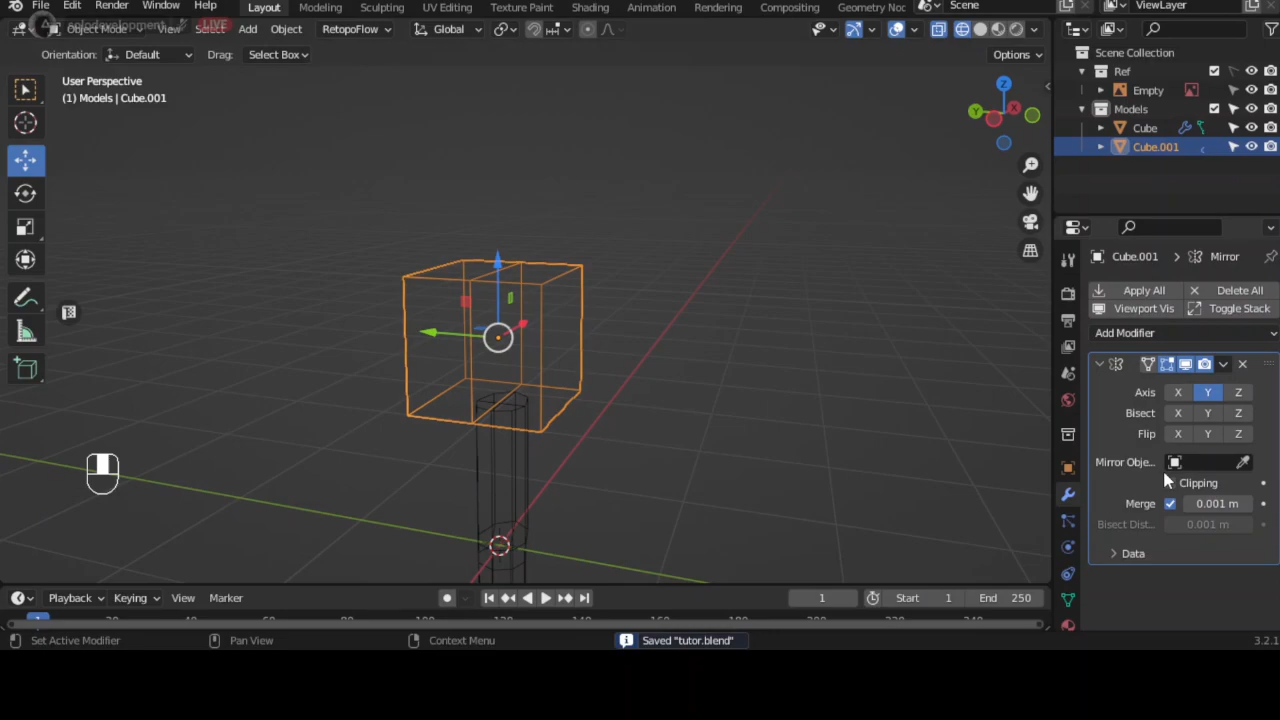 File Edit Render Window Help Layout Modeling Sculpting UV Editing Texture Paint Shading Animation Rendering Compositing Geometry Noc Scene ViewLayer
splodevelopment LIVE
Object Mode View Select Add Object RetopoFlow Global
Orientation: Default Drag: Select Box Options
User Perspective
(1) Models | Cube.001
Z
Y
X
Scene Collection
Ref
Empty
Models
Cube
Cube.001
Cube.001 > Mirror
Apply All Delete All
Viewport Vis Toggle Stack
Add Modifier
Axis X Y Z
Bisect X Y Z
Flip X Y Z
Mirror Obje...
Clipping
Merge 0.001 m
Bisect Dist... 0.001 m
Data
Playback Keying View Marker 1 Start 1 End 250
1
Set Active Modifier Pan View Context Menu Saved "tutor.blend" 3.2.1